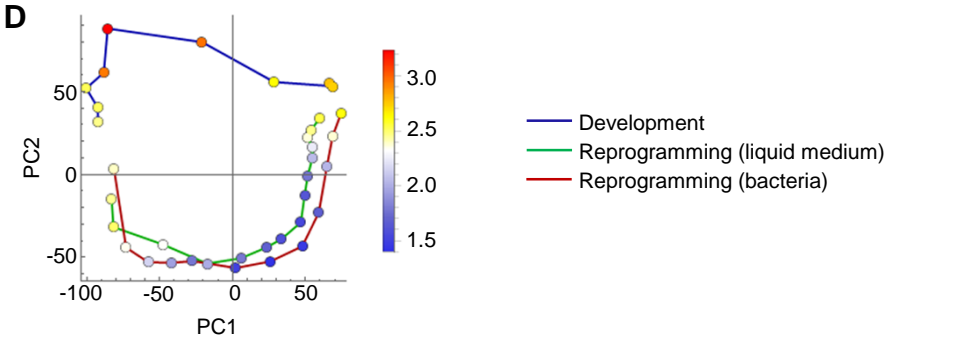 D
PC2
50
0
-50
-100
-50
0
50
PC1
3.0
2.5
2.0
1.5
Development
Reprogramming (liquid medium)
Reprogramming (bacteria)